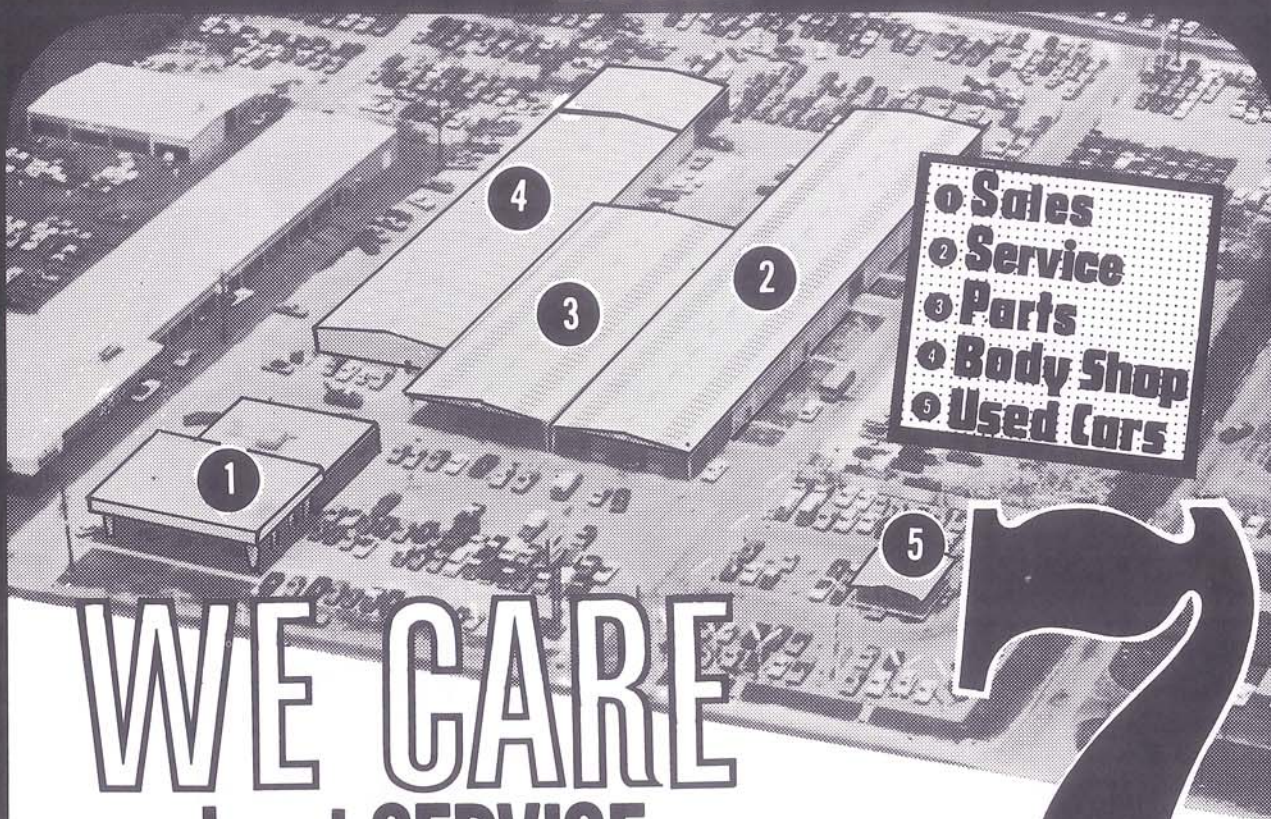 4
2
3
1
5
1 Sales
2 Service
3 Parts
4 Body Shop
5 Used Cars
7
WE CARE
SERVICE